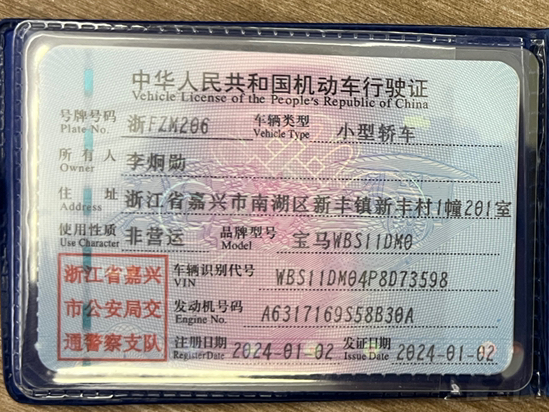 中华人民共和国机动车行驶证
Vehicle License of the People's Republic of China
号牌号码 Plate No. 浙FZM206 车辆类型 Vehicle Type 小型轿车
所有人 Owner 李炯勋
住址 Address 浙江省嘉兴市南湖区新丰镇新丰村1幢201室
使用性质 Use Character 非营运 品牌型号 Model 宝马WBS11DM0
浙江省嘉兴市公安局交通警察支队
车辆识别代号 VIN WBS11DM04P8D73598
发动机号码 Engine No. A6317169S58B30A
注册日期 Register Date 2024-01-02 发证日期 Issue Date 2024-01-02